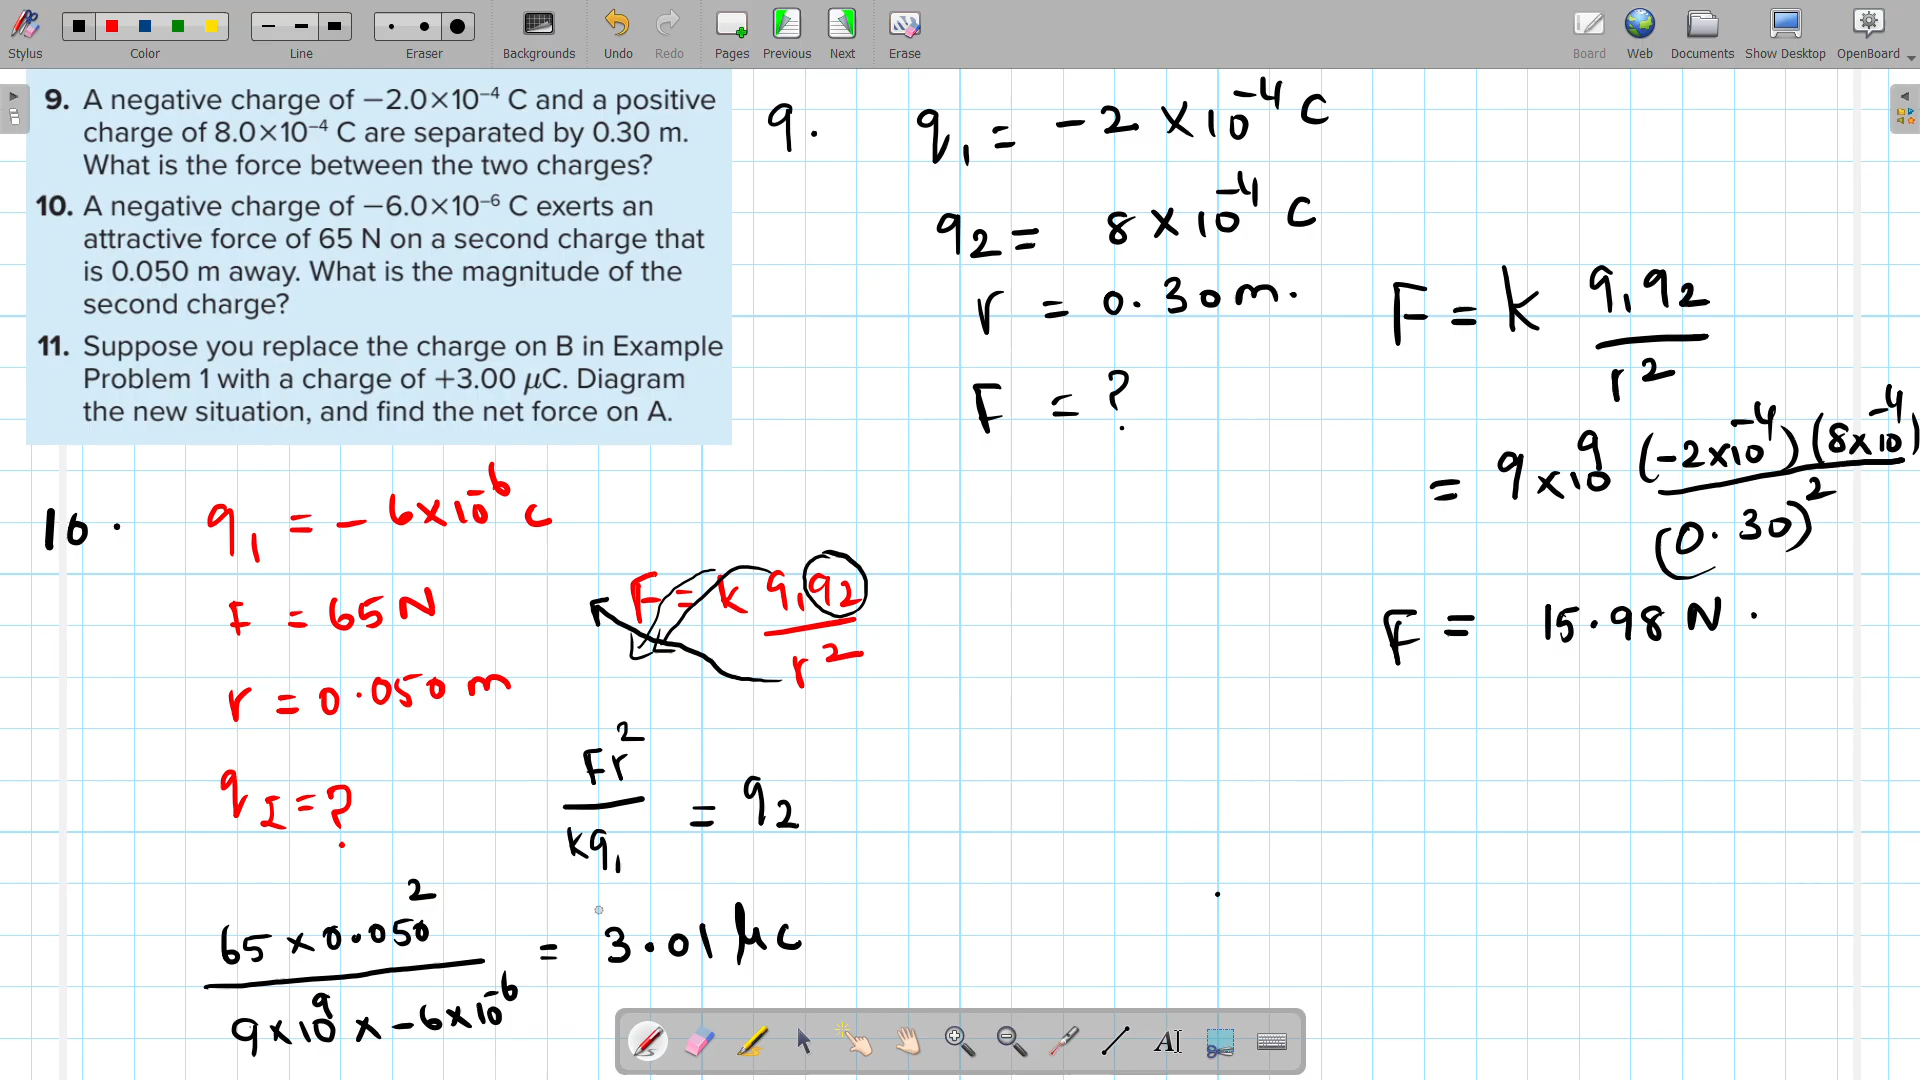 Stylus Color Line Eraser Backgrounds Undo Redo Pages Previous Next Erase Board Web Documents Show Desktop OpenBoard
9. A negative charge of −2.0×10⁻⁴ C and a positive
charge of 8.0×10⁻⁴ C are separated by 0.30 m.
What is the force between the two charges?
10. A negative charge of −6.0×10⁻⁶ C exerts an
attractive force of 65 N on a second charge that
is 0.050 m away. What is the magnitude of the
second charge?
11. Suppose you replace the charge on B in Example
Problem 1 with a charge of +3.00 μC. Diagram
the new situation, and find the net force on A.
9. q₁ = −2 ×10⁻⁴ C
q₂ = 8 ×10⁻⁴ C
r = 0.30 m.
F = ?
F = k q₁q₂ / r²
= 9×10⁹ (−2×10⁻⁴)(8×10⁻⁴) / (0.30)²
F = 15.98 N.
10. q₁ = −6×10⁻⁶ C
F = 65 N
r = 0.050 m
q₂ = ?
F = k q₁q₂ / r²
Fr² / kq₁ = q₂
65 × 0.050² / 9×10⁹ × −6×10⁻⁶ = 3.01 μC